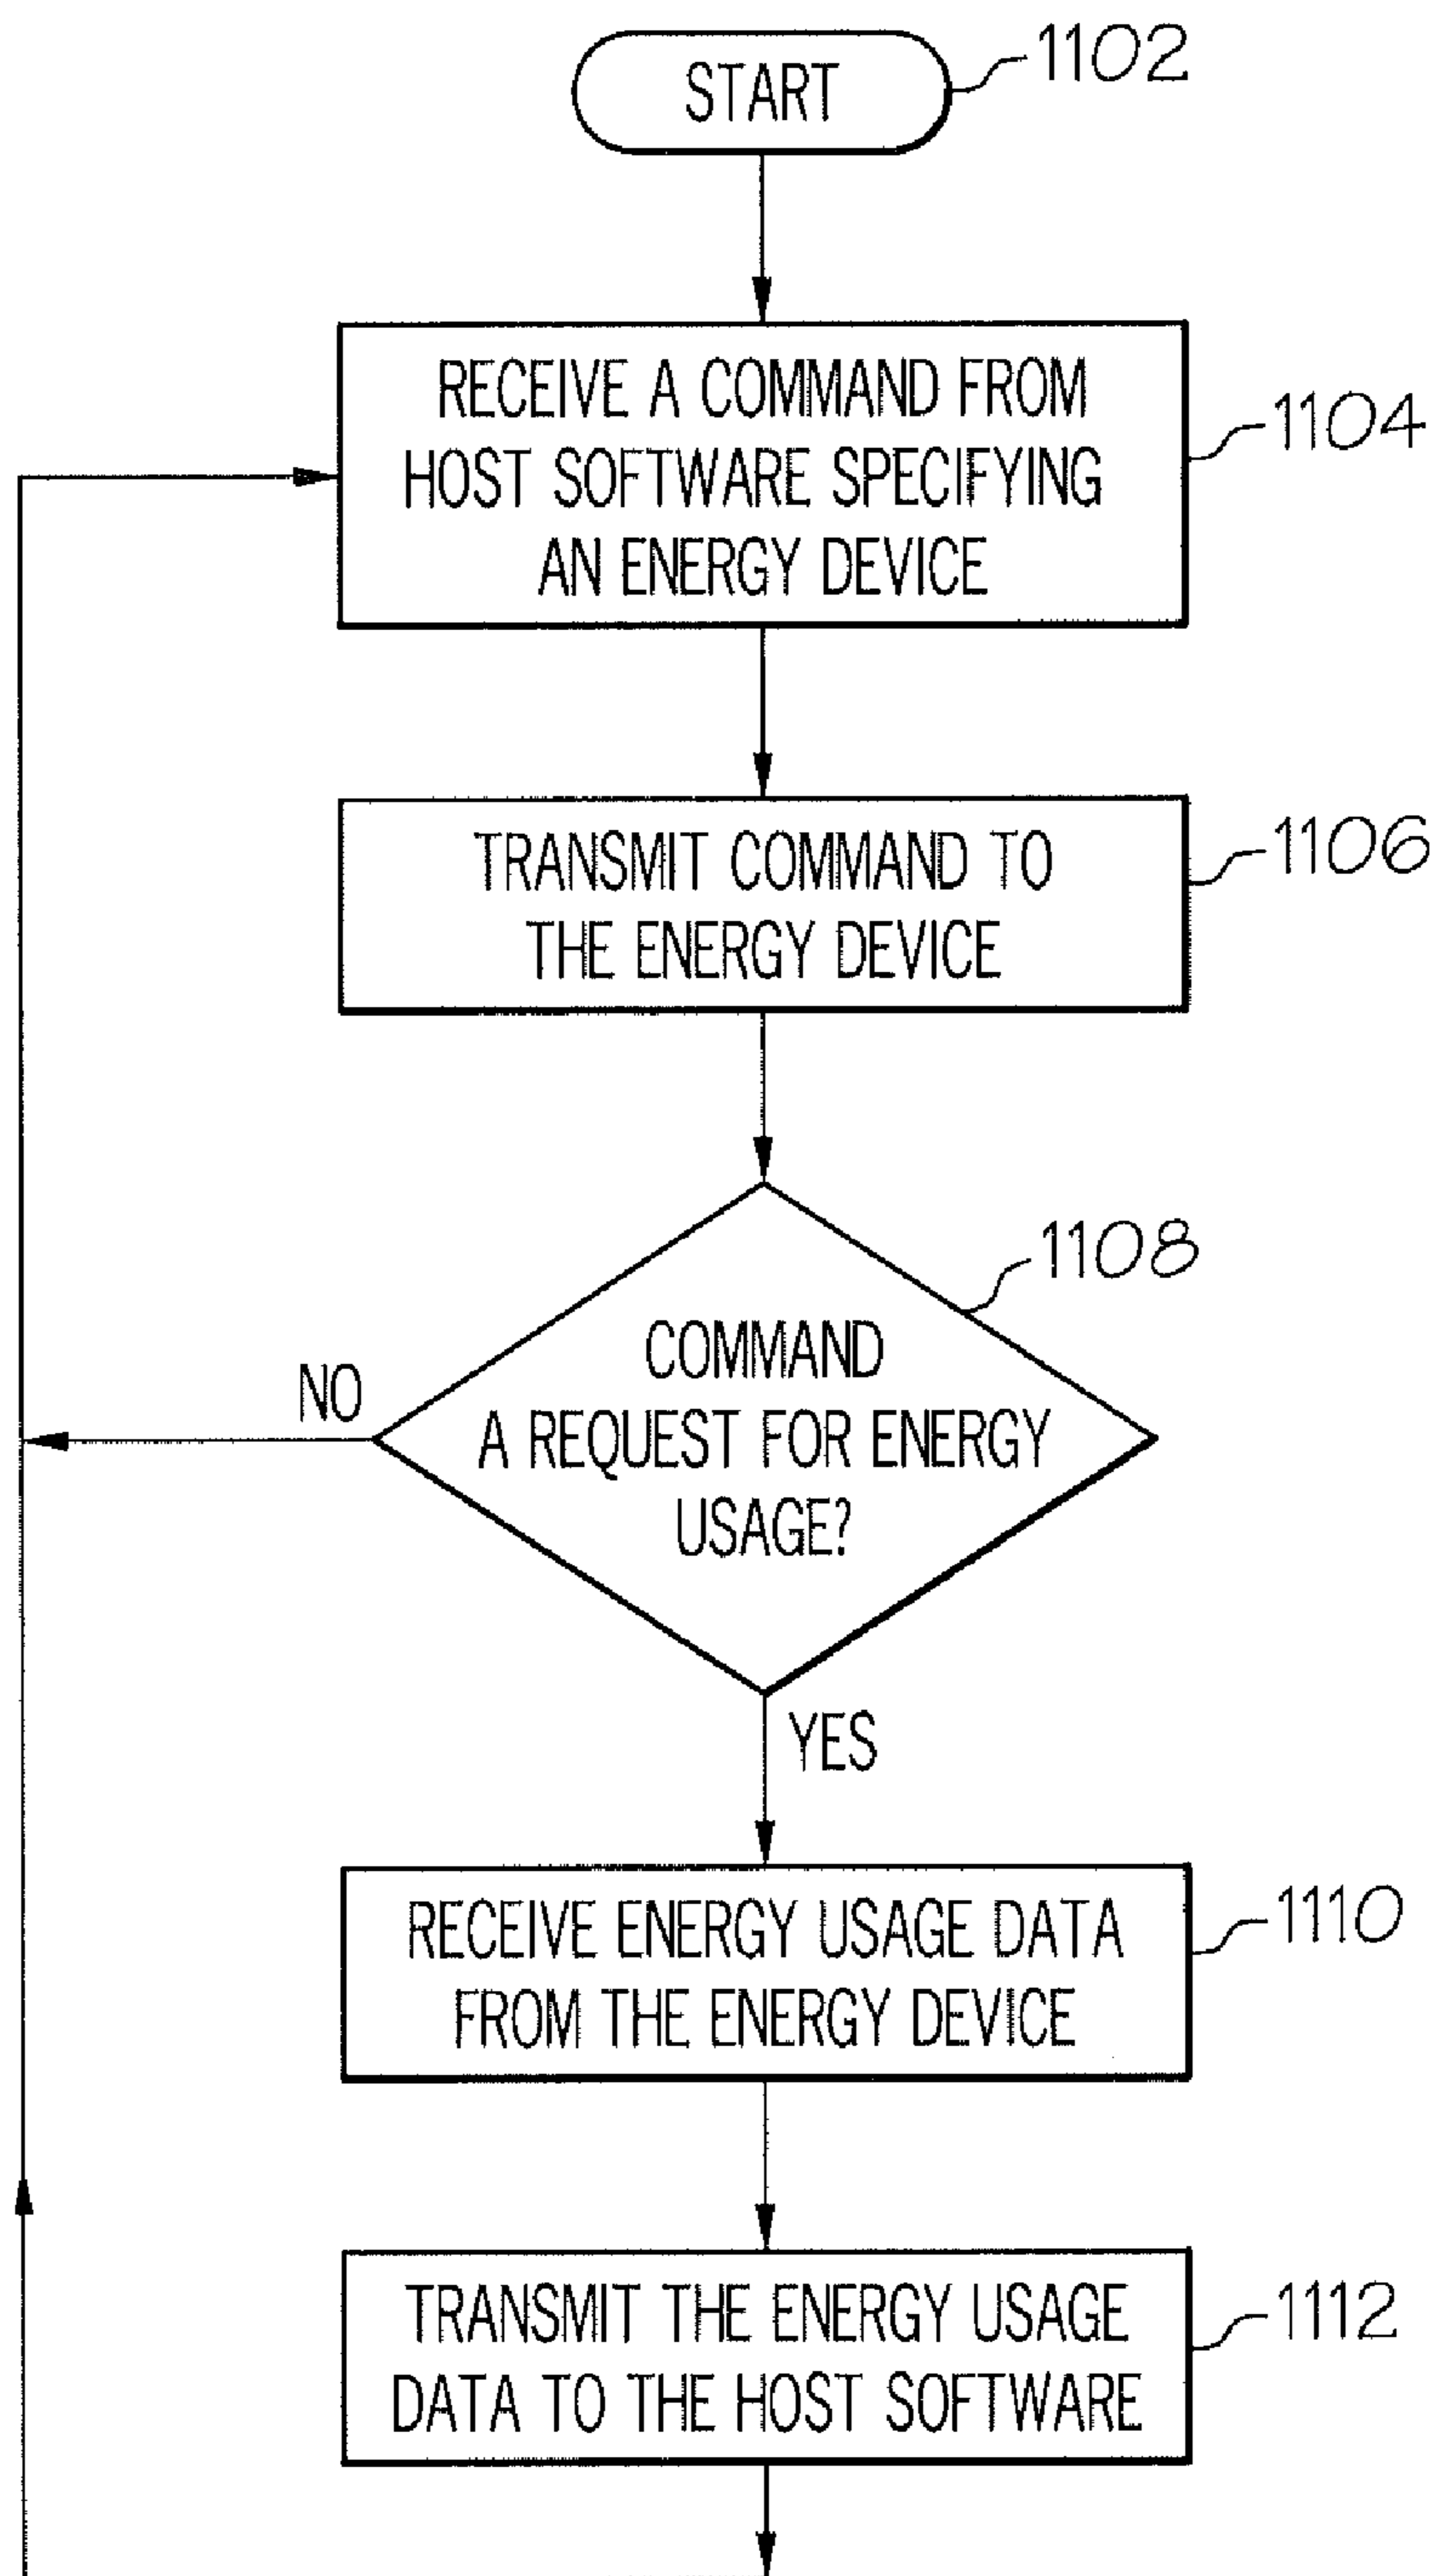 START
1102
RECEIVE A COMMAND FROM
HOST SOFTWARE SPECIFYING
AN ENERGY DEVICE
1104
TRANSMIT COMMAND TO
THE ENERGY DEVICE
1106
COMMAND
A REQUEST FOR ENERGY
USAGE?
1108
NO
YES
RECEIVE ENERGY USAGE DATA
FROM THE ENERGY DEVICE
1110
TRANSMIT THE ENERGY USAGE
DATA TO THE HOST SOFTWARE
1112